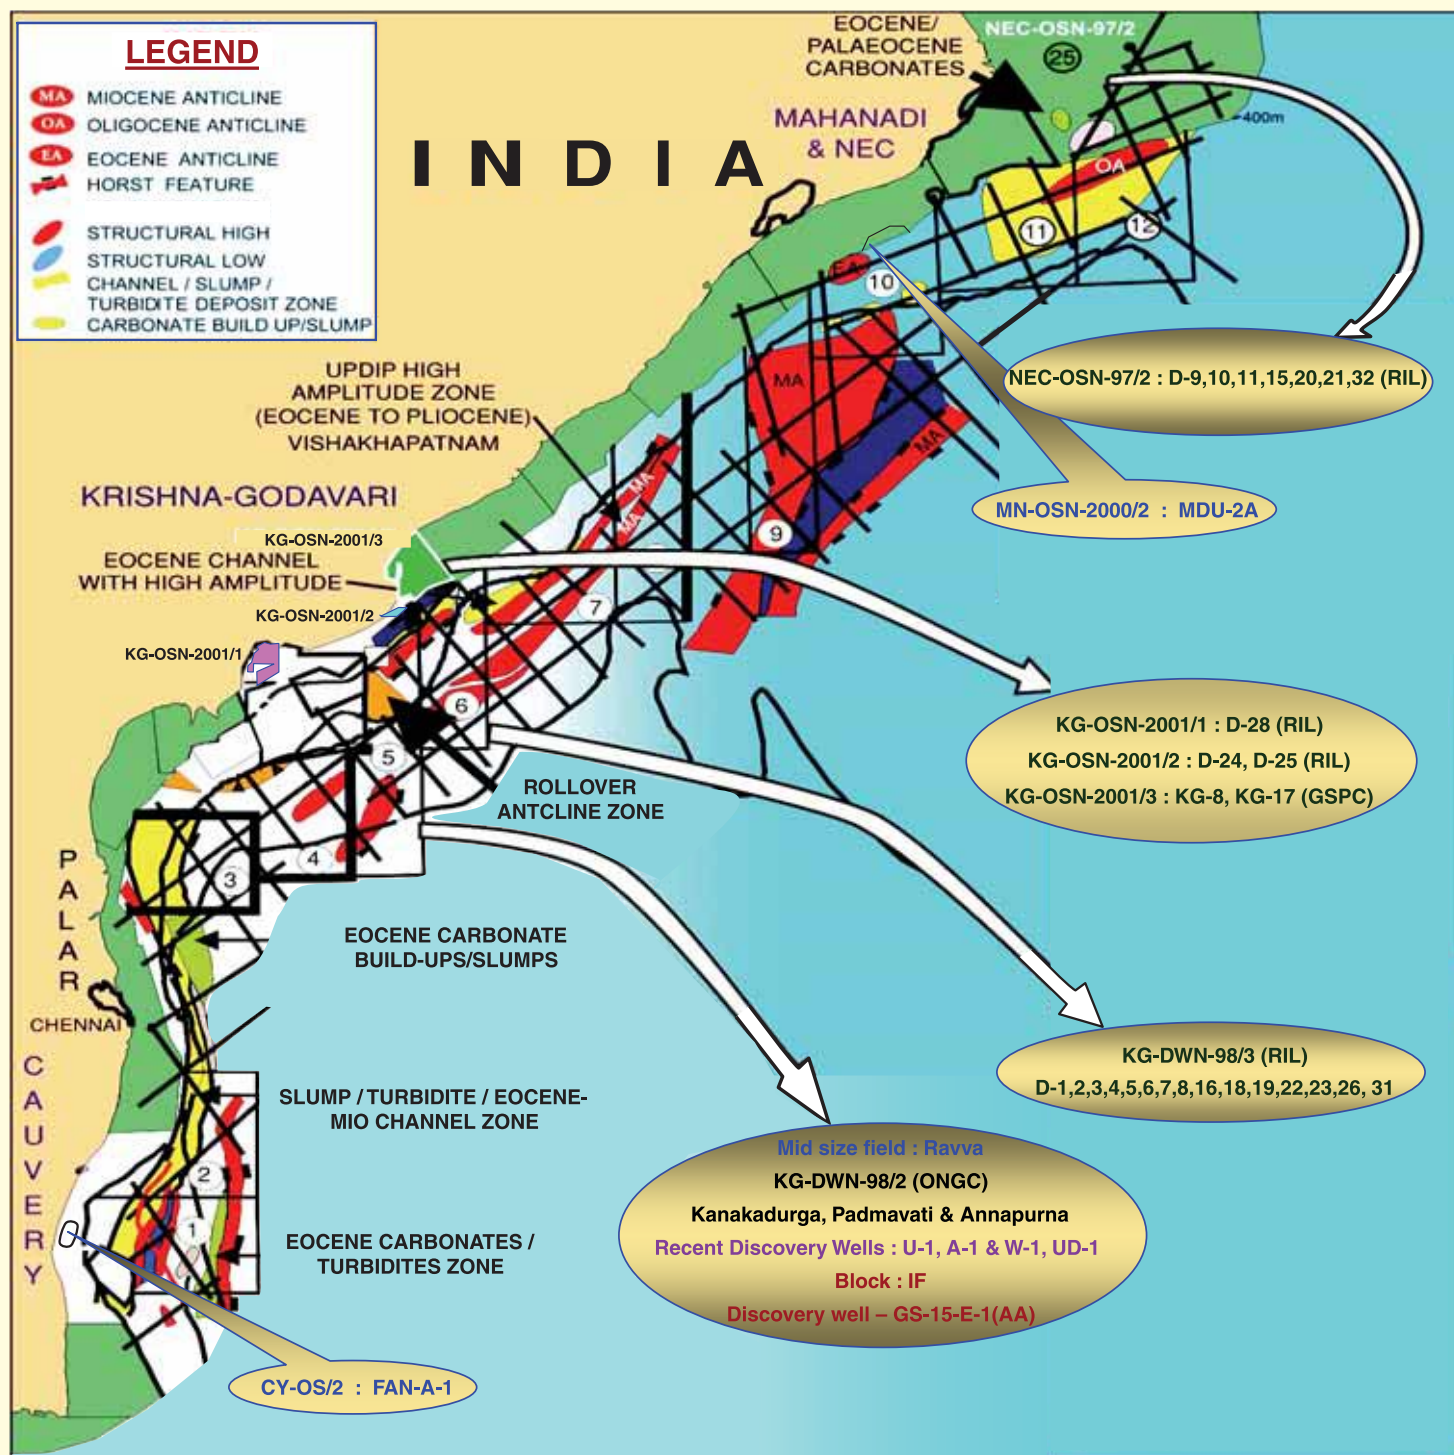 LEGEND
MA MIOCENE ANTICLINE
OA OLIGOCENE ANTICLINE
EA EOCENE ANTICLINE
HORST FEATURE
STRUCTURAL HIGH
STRUCTURAL LOW
CHANNEL / SLUMP /
TURBIDITE DEPOSIT ZONE
CARBONATE BUILD UP/SLUMP
INDIA
EOCENE/
PALAEOCENE
CARBONATES
NEC-OSN-97/2
25
MAHANADI
& NEC
400m
OA
11
12
EA
10
MA
MA
9
NEC-OSN-97/2 : D-9,10,11,15,20,21,32 (RIL)
MN-OSN-2000/2 : MDU-2A
UPDIP HIGH
AMPLITUDE ZONE
(EOCENE TO PLIOCENE)
VISHAKHAPATNAM
MA
MA
KRISHNA-GODAVARI
KG-OSN-2001/3
EOCENE CHANNEL
WITH HIGH AMPLITUDE
KG-OSN-2001/2
KG-OSN-2001/1
7
6
5
4
3
KG-OSN-2001/1 : D-28 (RIL)
KG-OSN-2001/2 : D-24, D-25 (RIL)
KG-OSN-2001/3 : KG-8, KG-17 (GSPC)
ROLLOVER
ANTCLINE ZONE
PALAR
EOCENE CARBONATE
BUILD-UPS/SLUMPS
CHENNAI
CAUVERY
SLUMP / TURBIDITE / EOCENE-
MIO CHANNEL ZONE
2
1
EOCENE CARBONATES /
TURBIDITES ZONE
KG-DWN-98/3 (RIL)
D-1,2,3,4,5,6,7,8,16,18,19,22,23,26, 31
Mid size field : Ravva
KG-DWN-98/2 (ONGC)
Kanakadurga, Padmavati & Annapurna
Recent Discovery Wells : U-1, A-1 & W-1, UD-1
Block : IF
Discovery well – GS-15-E-1(AA)
CY-OS/2 : FAN-A-1